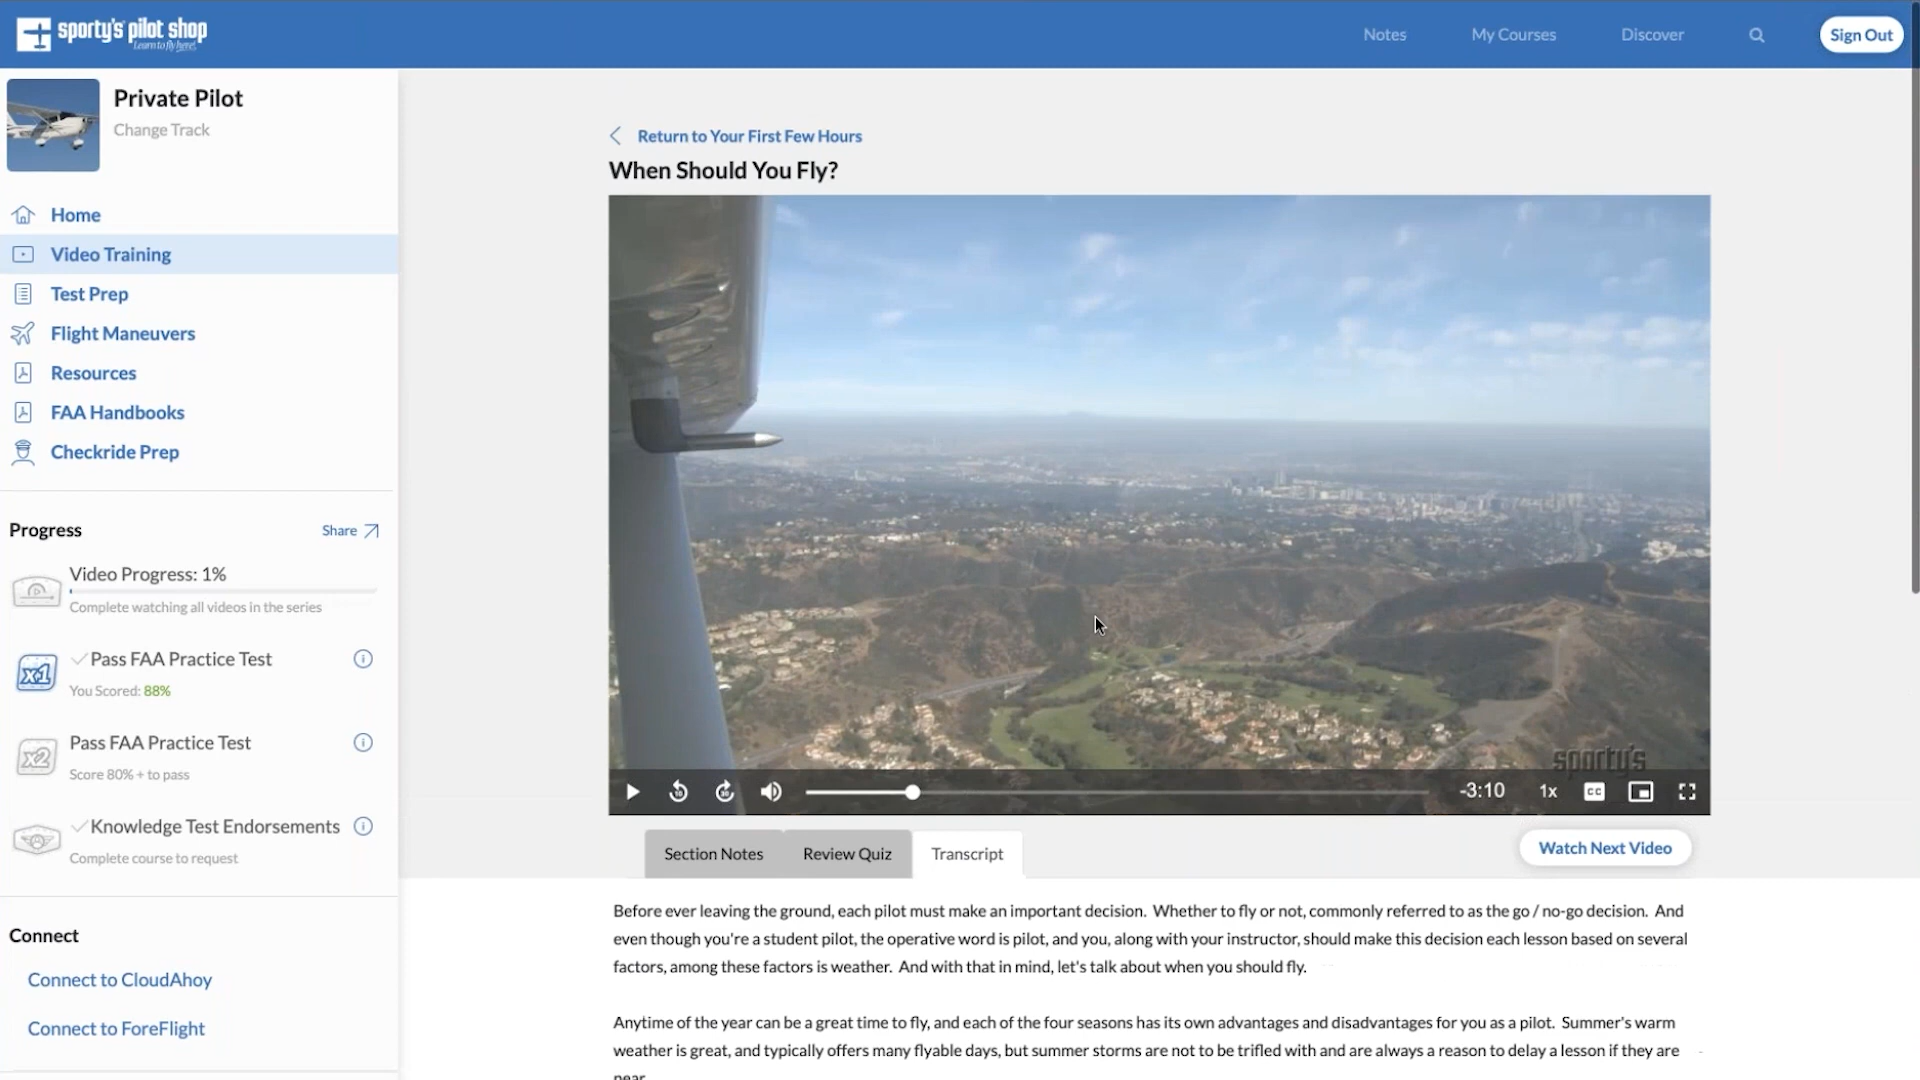 sporty's pilot shop
Learn to fly here!
Notes
My Courses
Discover
Sign Out
Private Pilot
Change Track
Home
Video Training
Test Prep
Flight Maneuvers
Resources
FAA Handbooks
Checkride Prep
Progress
Share
Video Progress: 1%
Complete watching all videos in the series
x1
Pass FAA Practice Test
You Scored: 88%
x2
Pass FAA Practice Test
Score 80% + to pass
Knowledge Test Endorsements
Complete course to request
Connect
Connect to CloudAhoy
Connect to ForeFlight
Return to Your First Few Hours
When Should You Fly?
sporty's
10
30
-3:10
1x
CC
Section Notes
Review Quiz
Transcript
Watch Next Video
Before ever leaving the ground, each pilot must make an important decision. Whether to fly or not, commonly referred to as the go / no-go decision. And
even though you're a student pilot, the operative word is pilot, and you, along with your instructor, should make this decision each lesson based on several
factors, among these factors is weather. And with that in mind, let's talk about when you should fly.
Anytime of the year can be a great time to fly, and each of the four seasons has its own advantages and disadvantages for you as a pilot. Summer's warm
weather is great, and typically offers many flyable days, but summer storms are not to be trifled with and are always a reason to delay a lesson if they are
near.